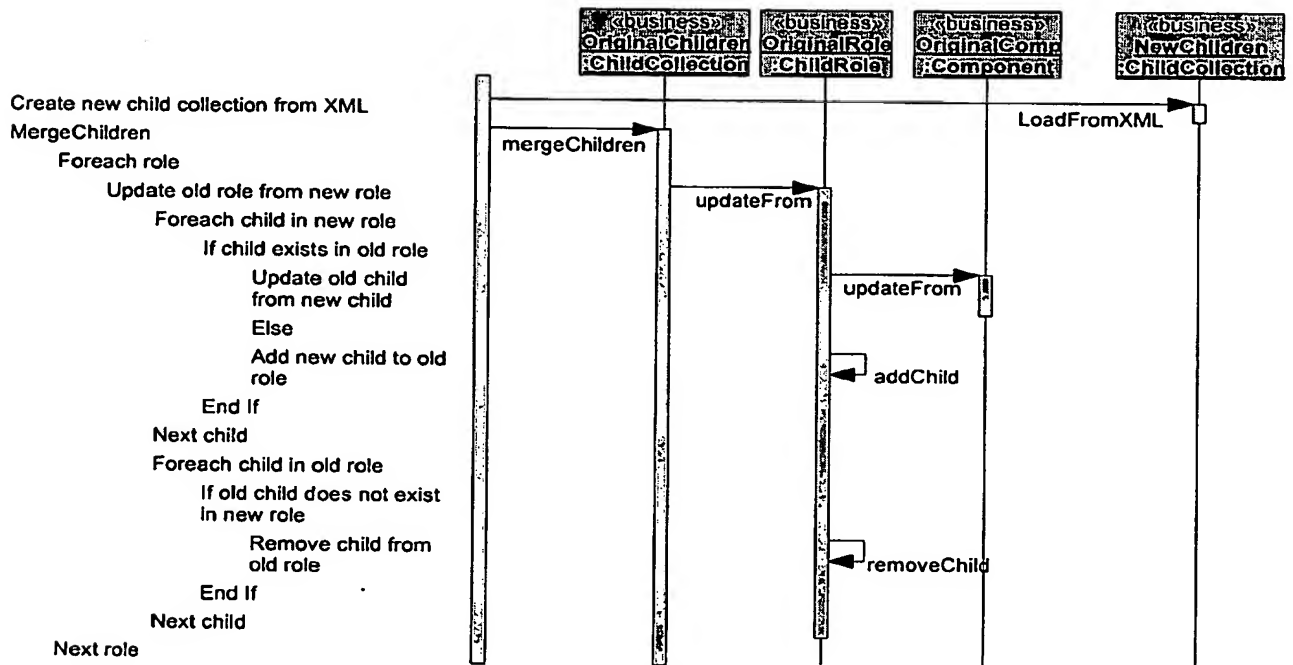 «business»
OriginalChildren
:ChildCollection
«business»
OriginalRole
:ChildRole
«business»
OriginalComp
:Component
«business»
NewChildren
:ChildCollection
Create new child collection from XML
LoadFromXML
MergeChildren
mergeChildren
Foreach role
Update old role from new role
updateFrom
Foreach child in new role
If child exists in old role
Update old child
from new child
updateFrom
Else
Add new child to old
role
addChild
End If
Next child
Foreach child in old role
If old child does not exist
in new role
Remove child from
old role
removeChild
End If
Next child
Next role